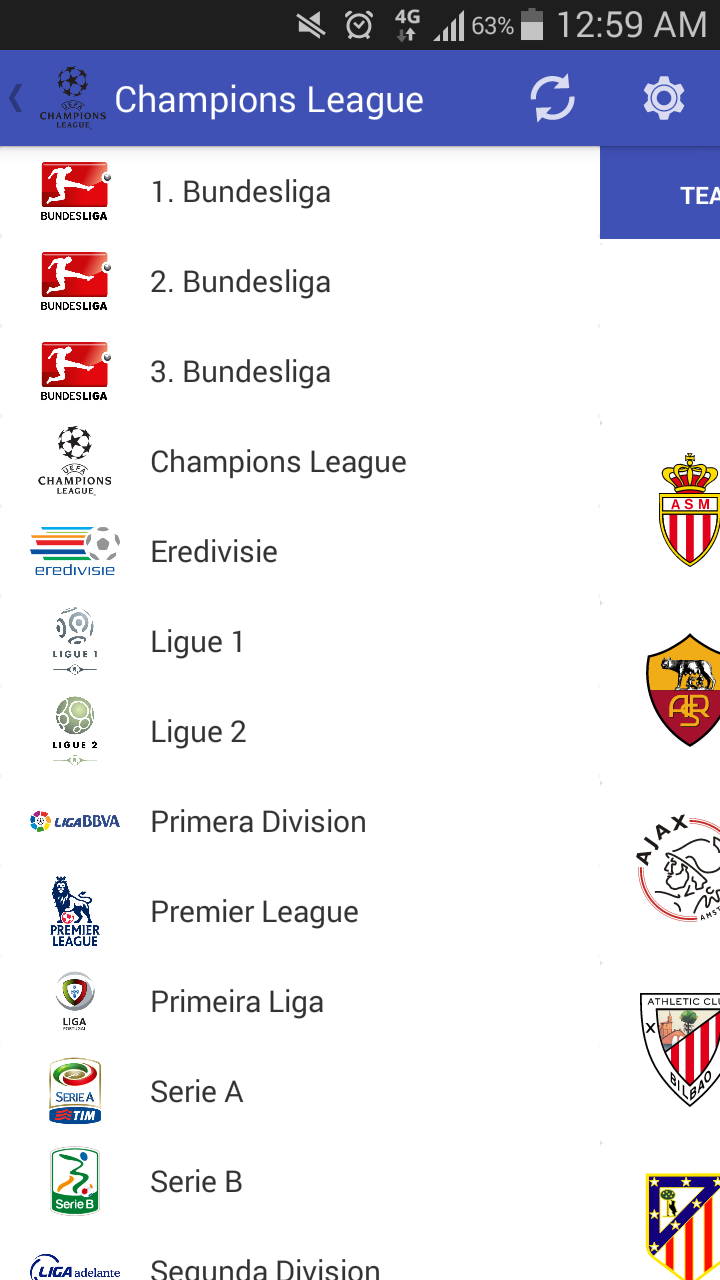 4G 63% 12:59 AM
UEFA
CHAMPIONS
LEAGUE
Champions League
TEA
BUNDESLIGA
1. Bundesliga
BUNDESLIGA
2. Bundesliga
BUNDESLIGA
3. Bundesliga
UEFA
CHAMPIONS
LEAGUE
Champions League
ASM
eredivisie
Eredivisie
LIGUE 1
Ligue 1
ASR
LIGUE 2
Ligue 2
LIGA BBVA
Primera Division
AJAX
AMST
PREMIER
LEAGUE
Premier League
LIGA
PORTUGAL
Primeira Liga
ATHLETIC CLU
BILBAO
SERIE A
TIM
Serie A
Serie B
Serie B
LIGA adelante
Segunda Division